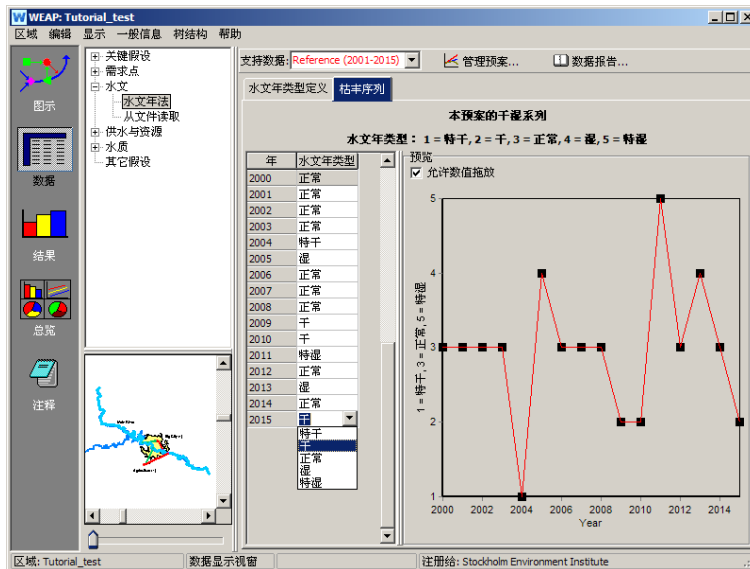 WEAP: Tutorial_test
区域 编辑 显示 一般信息 树结构 帮助
图示
数据
结果
总览
注释
关键假设
需求点
水文
水文年法
从文件读取
供水与资源
水质
其它假设
支持数据: Reference (2001-2015) 管理预案... 数据报告...
水文年类型定义 枯丰序列
本预案的干湿系列
水文年类型： 1 = 特干, 2 = 干, 3 = 正常, 4 = 湿, 5 = 特湿
年 水文年类型
2000 正常
2001 正常
2002 正常
2003 正常
2004 特干
2005 湿
2006 正常
2007 正常
2008 正常
2009 干
2010 干
2011 特湿
2012 正常
2013 湿
2014 正常
2015 干
特干
干
正常
湿
特湿
预览
允许数值拖放
1 = 特干, 3 = 正常, 5 = 特湿
5
4
3
2
1
2000 2002 2004 2006 2008 2010 2012 2014
Year
区域: Tutorial_test 数据显示视窗 注册给: Stockholm Environment Institute